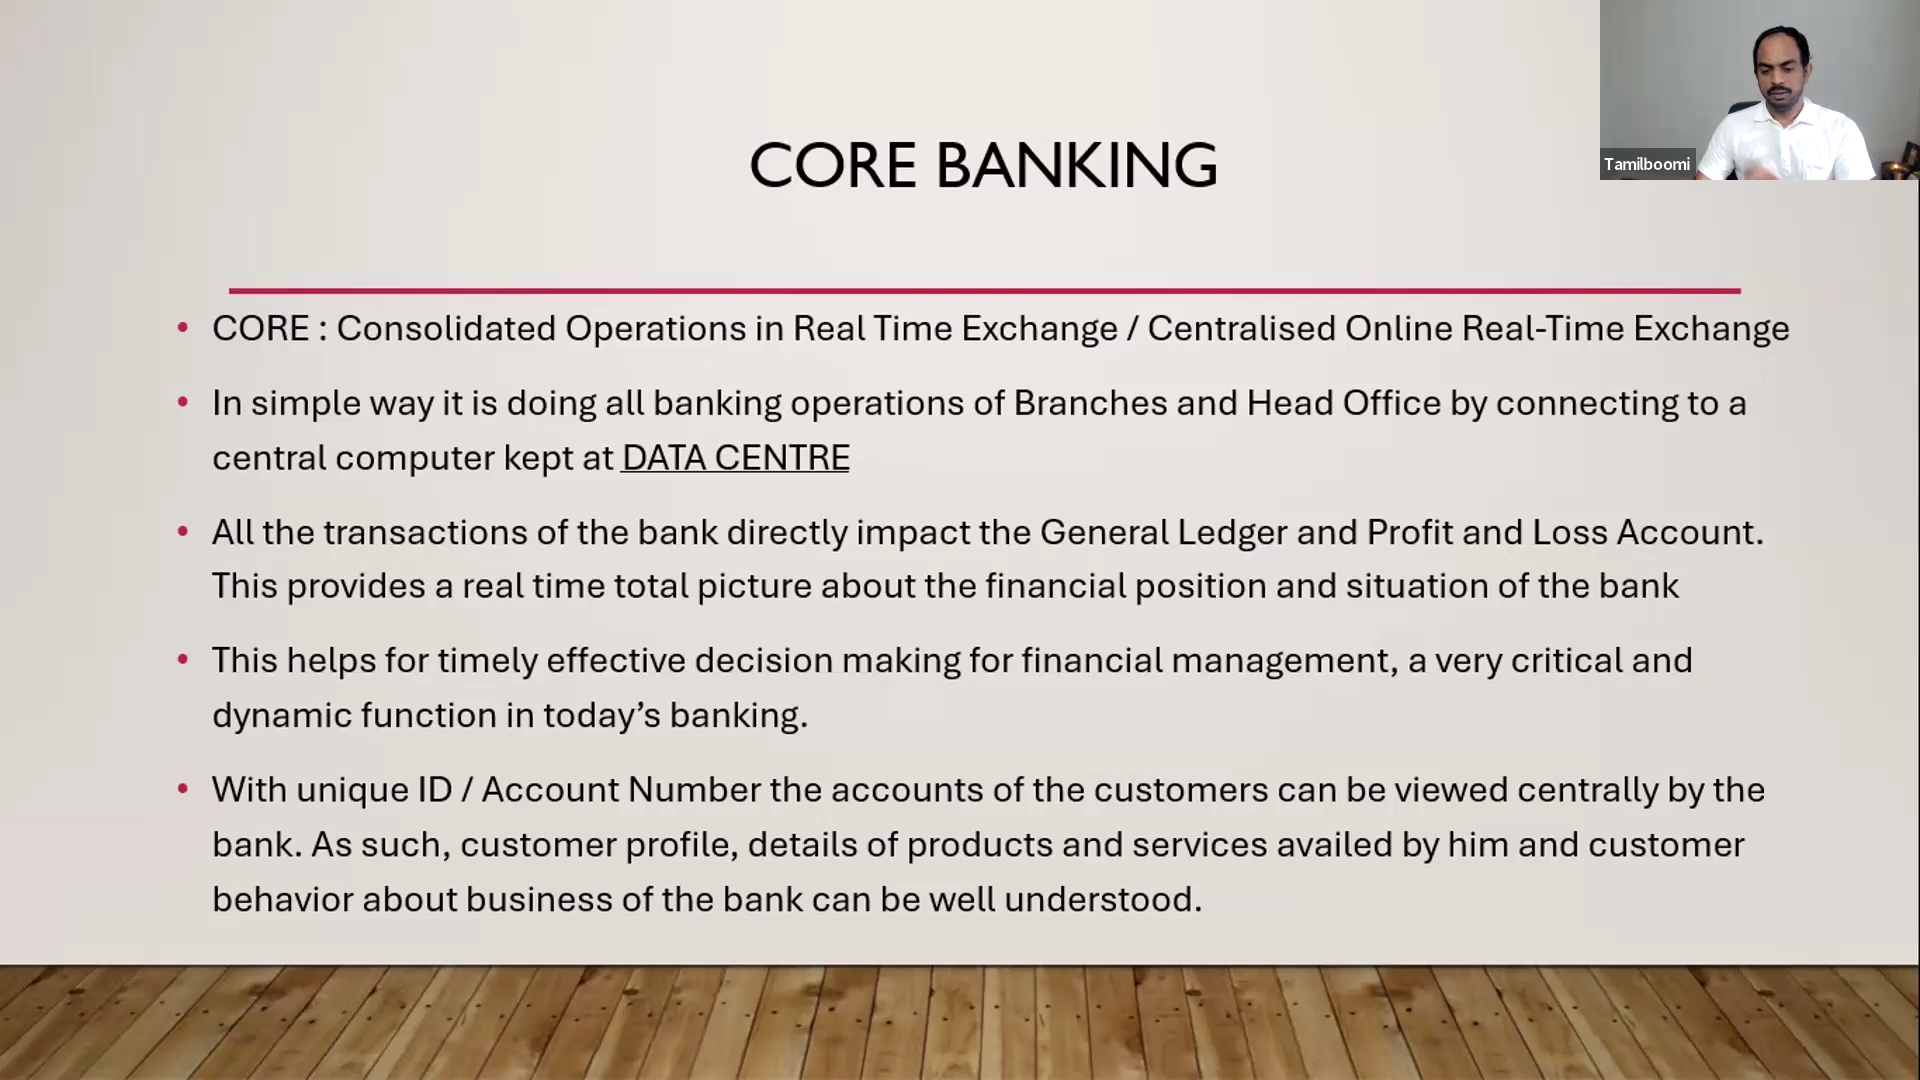 CORE BANKING
Tamilboomi
• CORE : Consolidated Operations in Real Time Exchange / Centralised Online Real-Time Exchange
• In simple way it is doing all banking operations of Branches and Head Office by connecting to a
central computer kept at DATA CENTRE
• All the transactions of the bank directly impact the General Ledger and Profit and Loss Account.
This provides a real time total picture about the financial position and situation of the bank
• This helps for timely effective decision making for financial management, a very critical and
dynamic function in today’s banking.
• With unique ID / Account Number the accounts of the customers can be viewed centrally by the
bank. As such, customer profile, details of products and services availed by him and customer
behavior about business of the bank can be well understood.